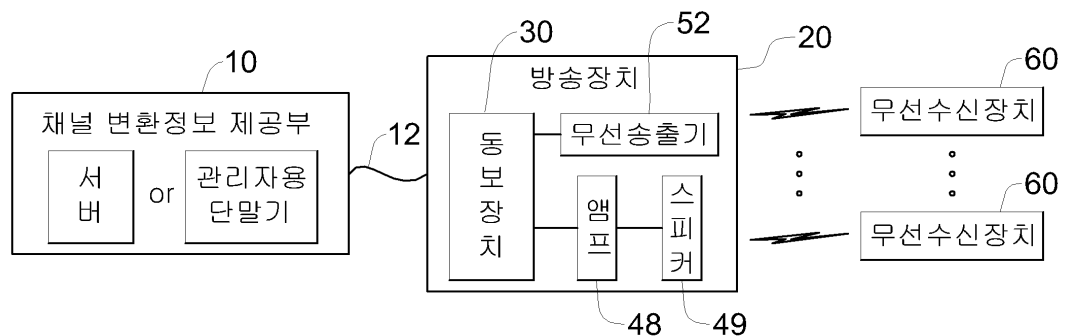 30
52
20
60
10
방송장치
채널 변환정보 제공부
12
무선송출기
무선수신장치
동보장치
서버
or
관리자용
단말기
앰프
스피커
60
무선수신장치
48
49